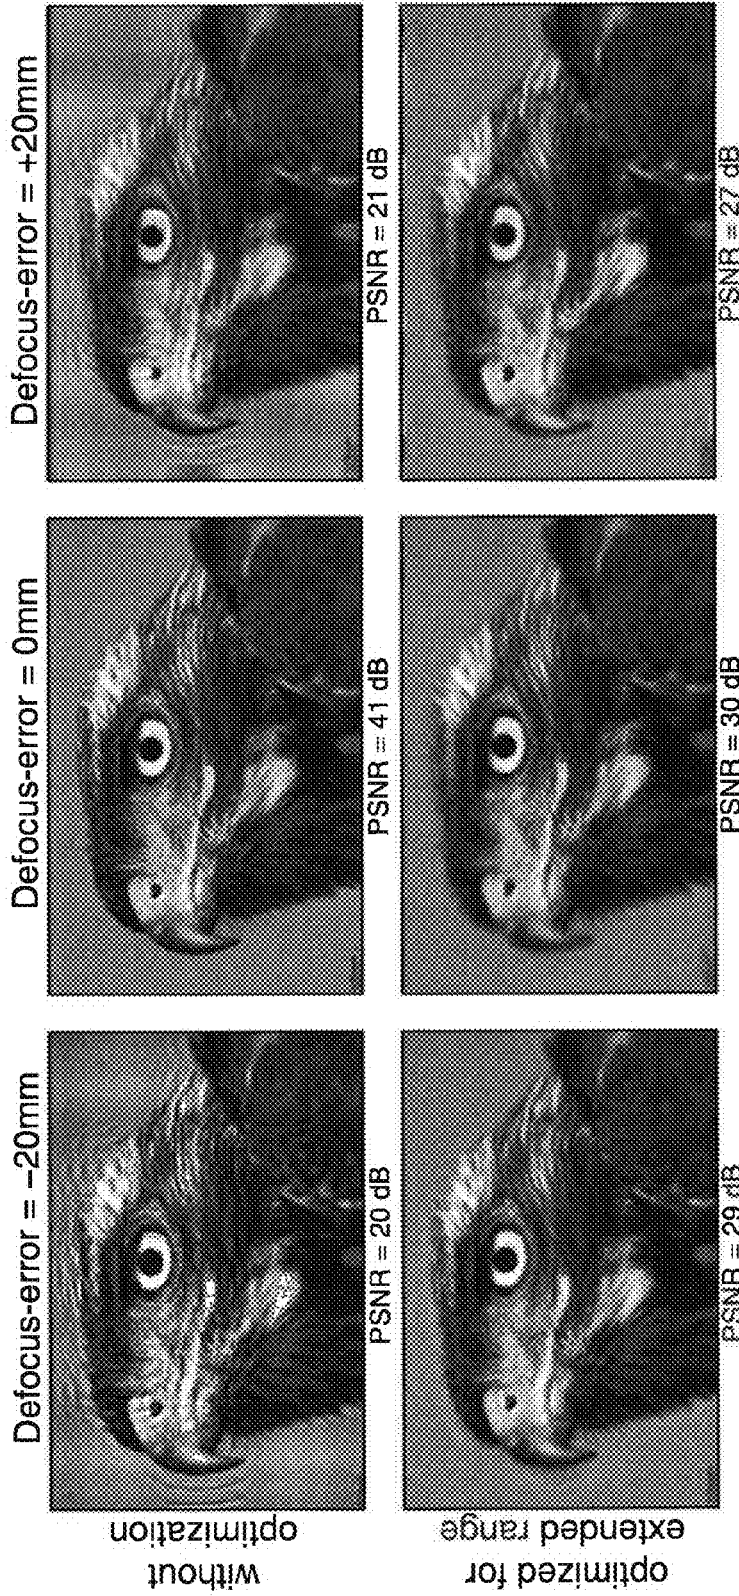 Defocus-error = −20mm
Defocus-error = 0mm
Defocus-error = +20mm
without
optimization
PSNR = 20 dB
PSNR = 41 dB
PSNR = 21 dB
optimized for
extended range
PSNR = 29 dB
PSNR = 30 dB
PSNR = 27 dB